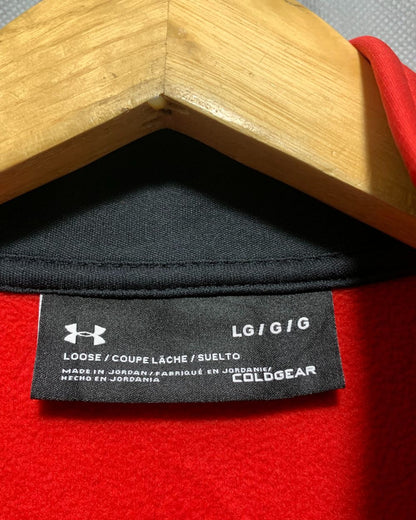 LG / G / G
LOOSE / COUPE LÂCHE / SUELTO
MADE IN JORDAN / FABRIQUÉ EN JORDANIE/
HECHO EN JORDANIA
COLDGEAR